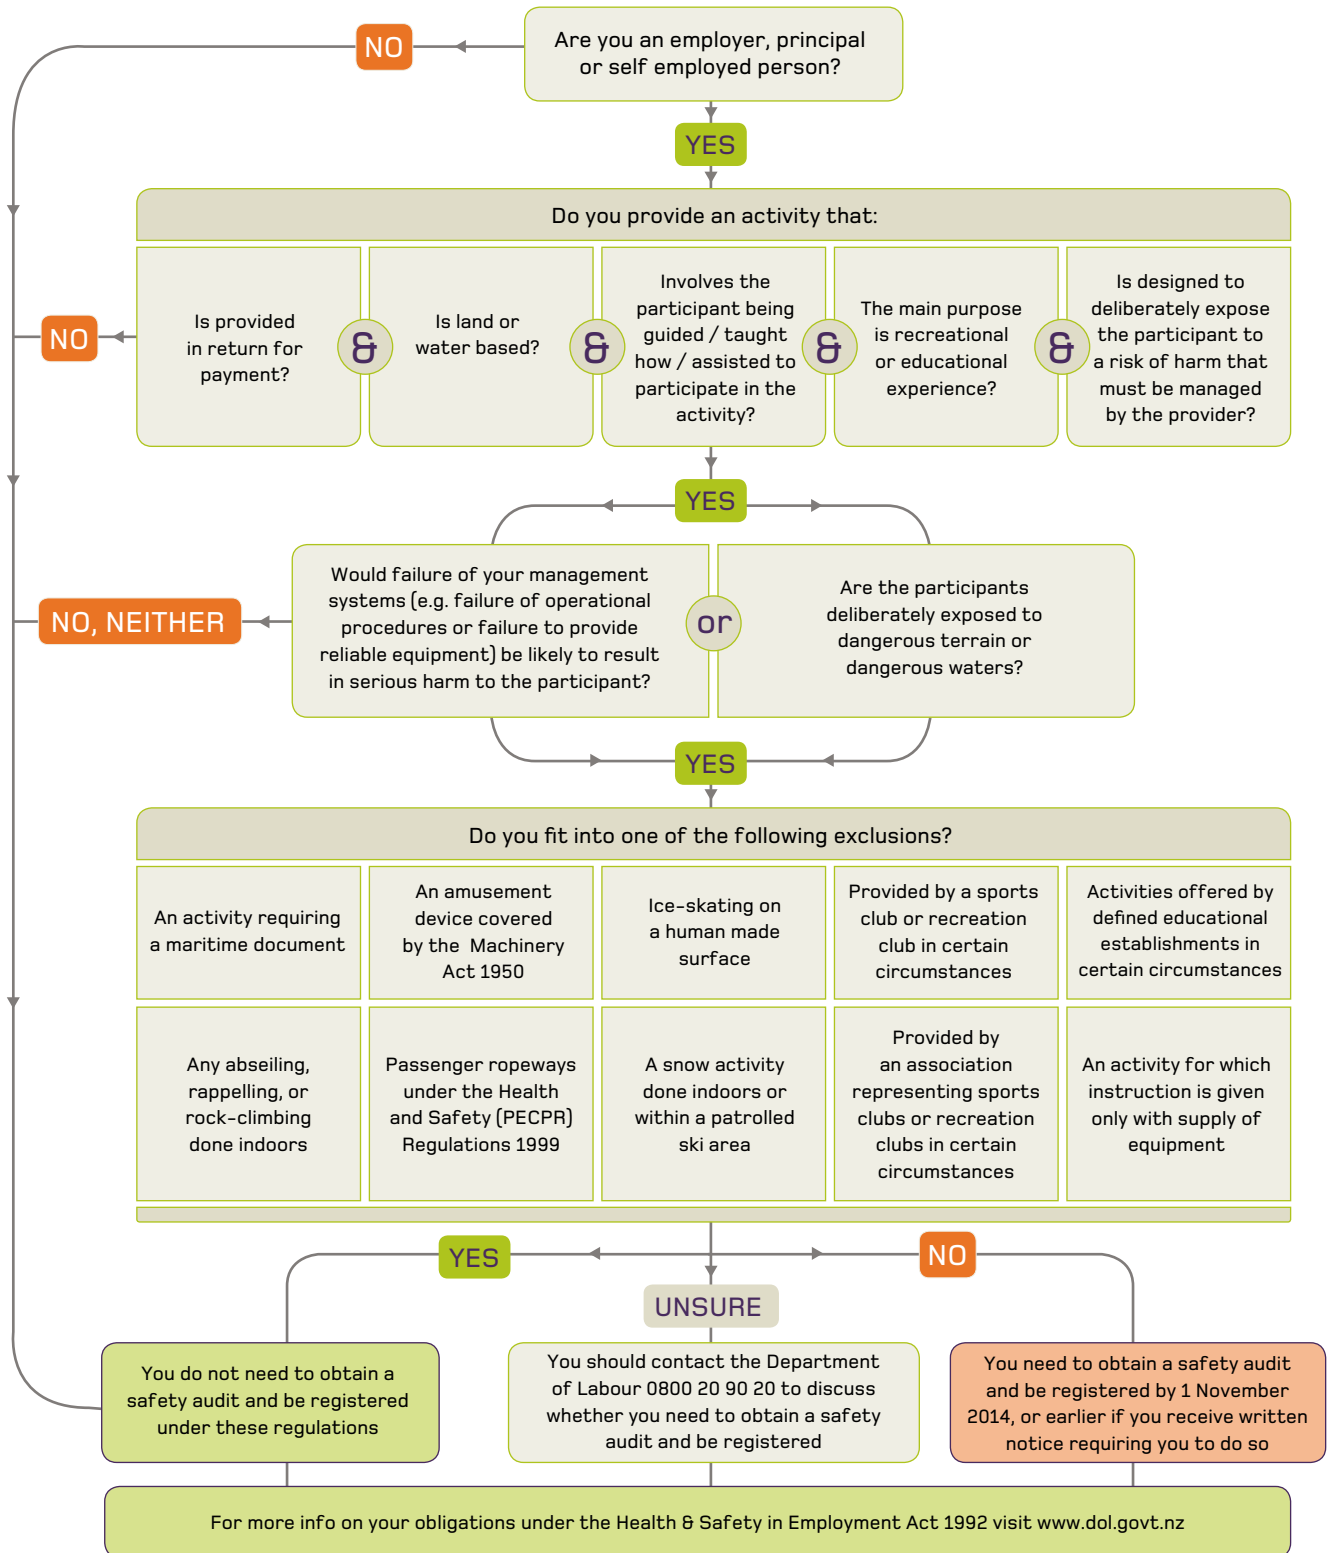 Are you an employer, principal
or self employed person?
NO
YES
Do you provide an activity that:
Is provided
in return for
payment?
&
Is land or
water based?
&
Involves the
participant being
guided / taught
how / assisted to
participate in the
activity?
&
The main purpose
is recreational
or educational
experience?
&
Is designed to
deliberately expose
the participant to
a risk of harm that
must be managed
by the provider?
NO
YES
Would failure of your management
systems (e.g. failure of operational
procedures or failure to provide
reliable equipment) be likely to result
in serious harm to the participant?
or
Are the participants
deliberately exposed to
dangerous terrain or
dangerous waters?
NO, NEITHER
YES
Do you fit into one of the following exclusions?
An activity requiring
a maritime document
An amusement
device covered
by the Machinery
Act 1950
Ice-skating on
a human made
surface
Provided by a sports
club or recreation
club in certain
circumstances
Activities offered by
defined educational
establishments in
certain circumstances
Any abseiling,
rappelling, or
rock-climbing
done indoors
Passenger ropeways
under the Health
and Safety (PECPR)
Regulations 1999
A snow activity
done indoors or
within a patrolled
ski area
Provided by
an association
representing sports
clubs or recreation
clubs in certain
circumstances
An activity for which
instruction is given
only with supply of
equipment
YES
NO
UNSURE
You do not need to obtain a
safety audit and be registered
under these regulations
You should contact the Department
of Labour 0800 20 90 20 to discuss
whether you need to obtain a safety
audit and be registered
You need to obtain a safety audit
and be registered by 1 November
2014, or earlier if you receive written
notice requiring you to do so
For more info on your obligations under the Health & Safety in Employment Act 1992 visit www.dol.govt.nz